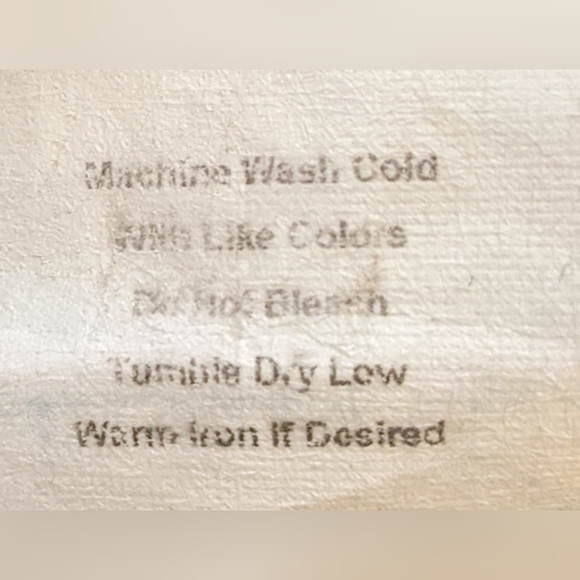 Machine Wash Cold
With Like Colors
Do Not Bleach
Tumble Dry Low
Warm Iron If Desired